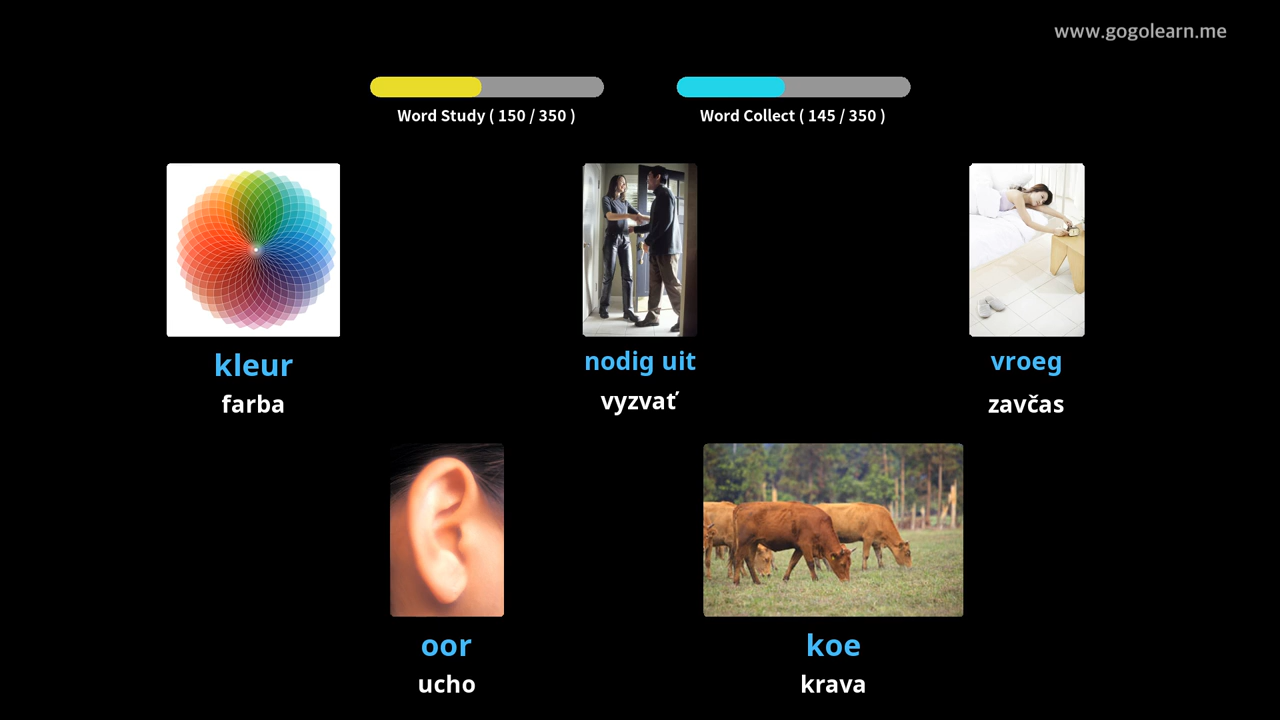 www.gogolearn.me
Word Study ( 150 / 350 )
Word Collect ( 145 / 350 )
kleur
farba
nodig uit
vyzvať
vroeg
zavčas
oor
ucho
koe
krava